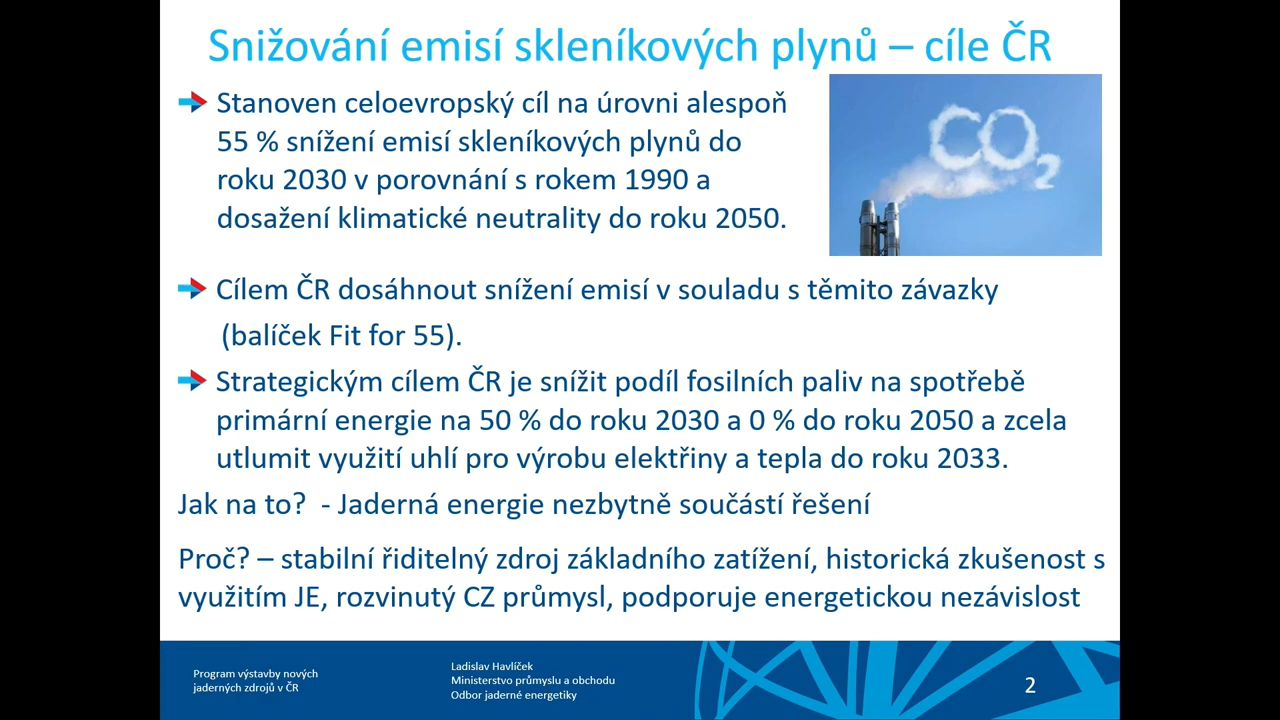 Snižování emisí skleníkových plynů – cíle ČR
Stanoven celoevropský cíl na úrovni alespoň
55 % snížení emisí skleníkových plynů do
roku 2030 v porovnání s rokem 1990 a
dosažení klimatické neutrality do roku 2050.
CO2
Cílem ČR dosáhnout snížení emisí v souladu s těmito závazky
(balíček Fit for 55).
Strategickým cílem ČR je snížit podíl fosilních paliv na spotřebě
primární energie na 50 % do roku 2030 a 0 % do roku 2050 a zcela
utlumit využití uhlí pro výrobu elektřiny a tepla do roku 2033.
Jak na to?  - Jaderná energie nezbytně součástí řešení
Proč? – stabilní řiditelný zdroj základního zatížení, historická zkušenost s
využitím JE, rozvinutý CZ průmysl, podporuje energetickou nezávislost
Program výstavby nových
jaderných zdrojů v ČR
Ladislav Havlíček
Ministerstvo průmyslu a obchodu
Odbor jaderné energetiky
2